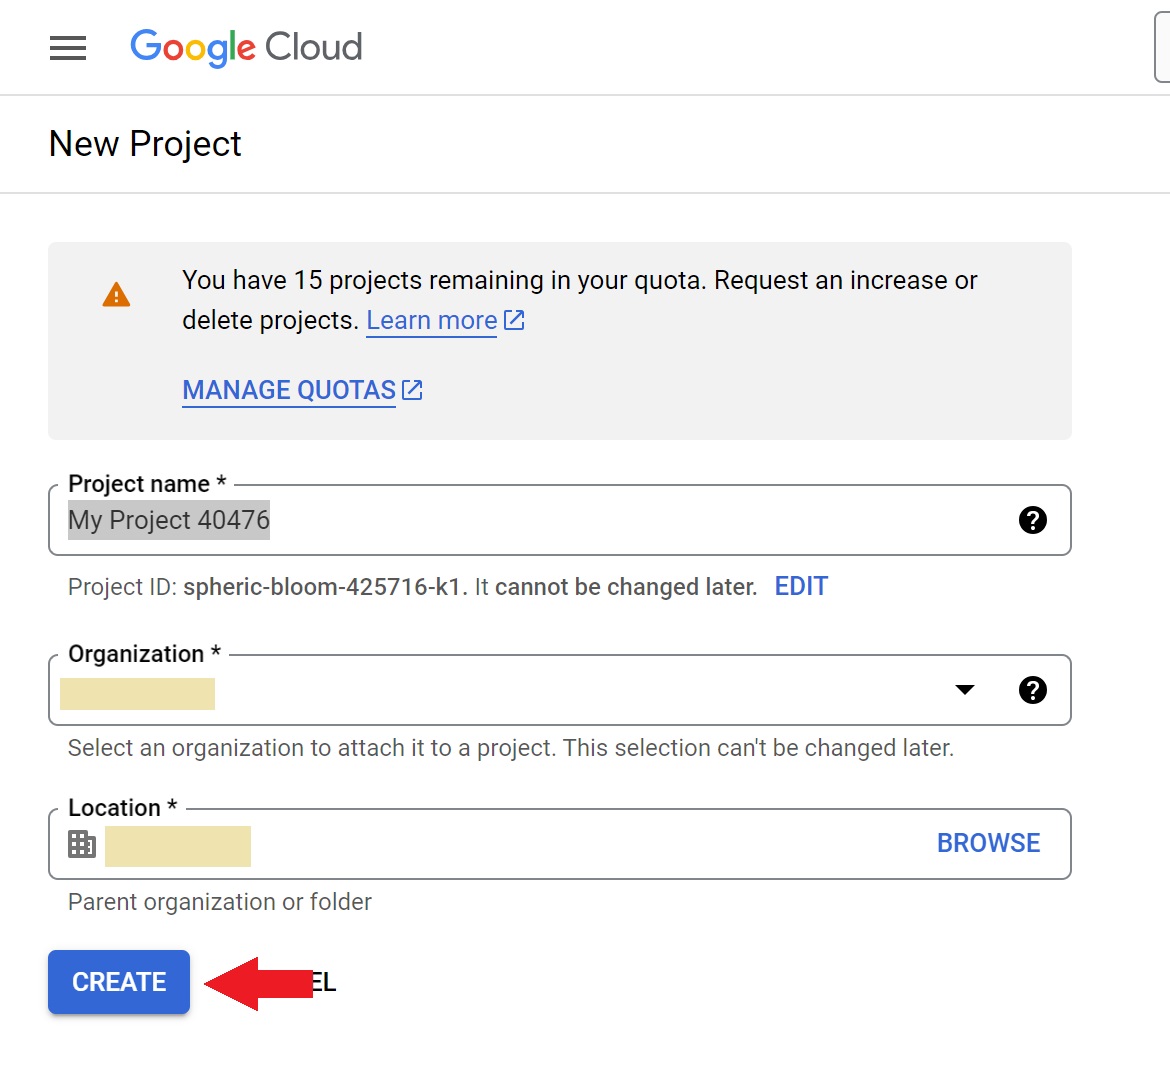 Google Cloud
New Project
You have 15 projects remaining in your quota. Request an increase or
delete projects. Learn more
MANAGE QUOTAS
Project name *
My Project 40476
Project ID: spheric-bloom-425716-k1. It cannot be changed later. EDIT
Organization *
Select an organization to attach it to a project. This selection can't be changed later.
Location *
BROWSE
Parent organization or folder
CREATE EL